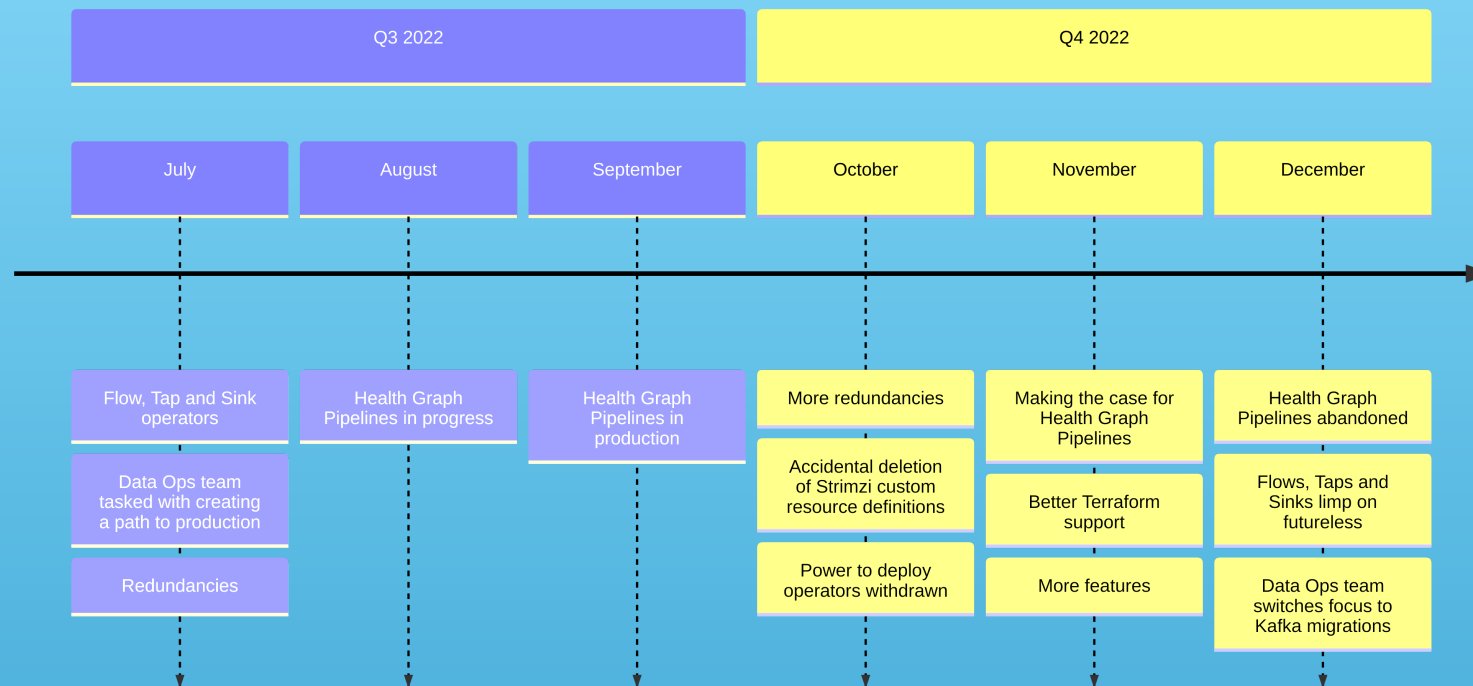 Q3 2022
Q4 2022
July
August
September
October
November
December
Flow, Tap and Sink
operators
Data Ops team
tasked with creating
a path to production
Redundancies
Health Graph
Pipelines in progress
Health Graph
Pipelines in
production
More redundancies
Accidental deletion
of Strimzi custom
resource definitions
Power to deploy
operators withdrawn
Making the case for
Health Graph
Pipelines
Better Terraform
support
More features
Health Graph
Pipelines abandoned
Flows, Taps and
Sinks limp on
futureless
Data Ops team
switches focus to
Kafka migrations